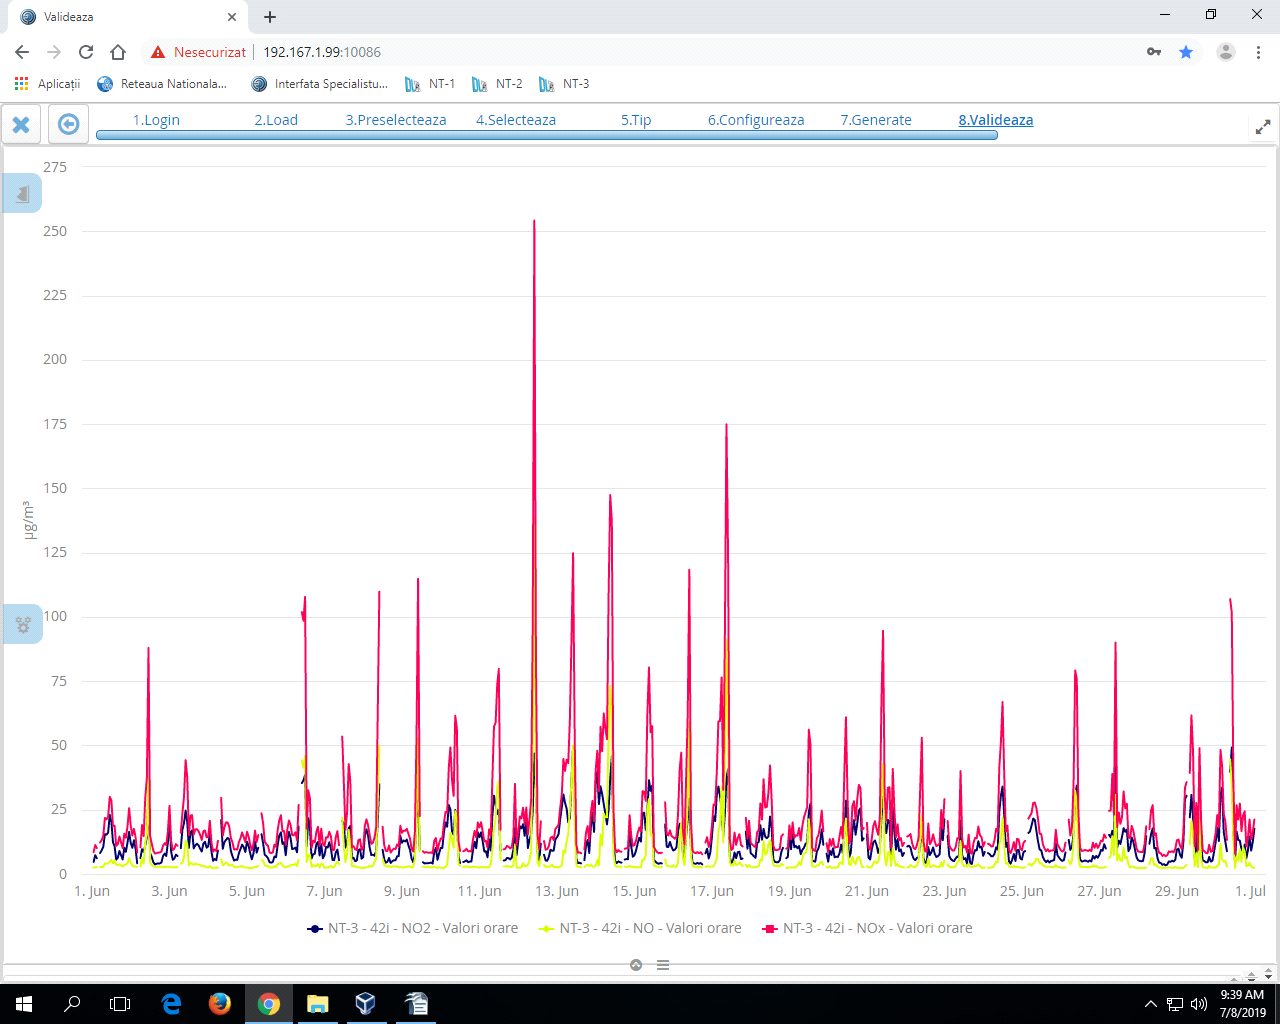 Valideaza
Nesecurizat 192.167.1.99:10086
Aplicații Reteaua Nationala... Interfata Specialistu... NT-1 NT-2 NT-3
1.Login 2.Load 3.Preselecteaza 4.Selecteaza 5.Tip 6.Configureaza 7.Generate 8.Valideaza
275
250
225
200
175
150
125
100
75
50
25
0
µg/m³
1. Jun 3. Jun 5. Jun 7. Jun 9. Jun 11. Jun 13. Jun 15. Jun 17. Jun 19. Jun 21. Jun 23. Jun 25. Jun 27. Jun 29. Jun 1. Jul
NT-3 - 42i - NO2 - Valori orare NT-3 - 42i - NO - Valori orare NT-3 - 42i - NOx - Valori orare
9:39 AM
7/8/2019